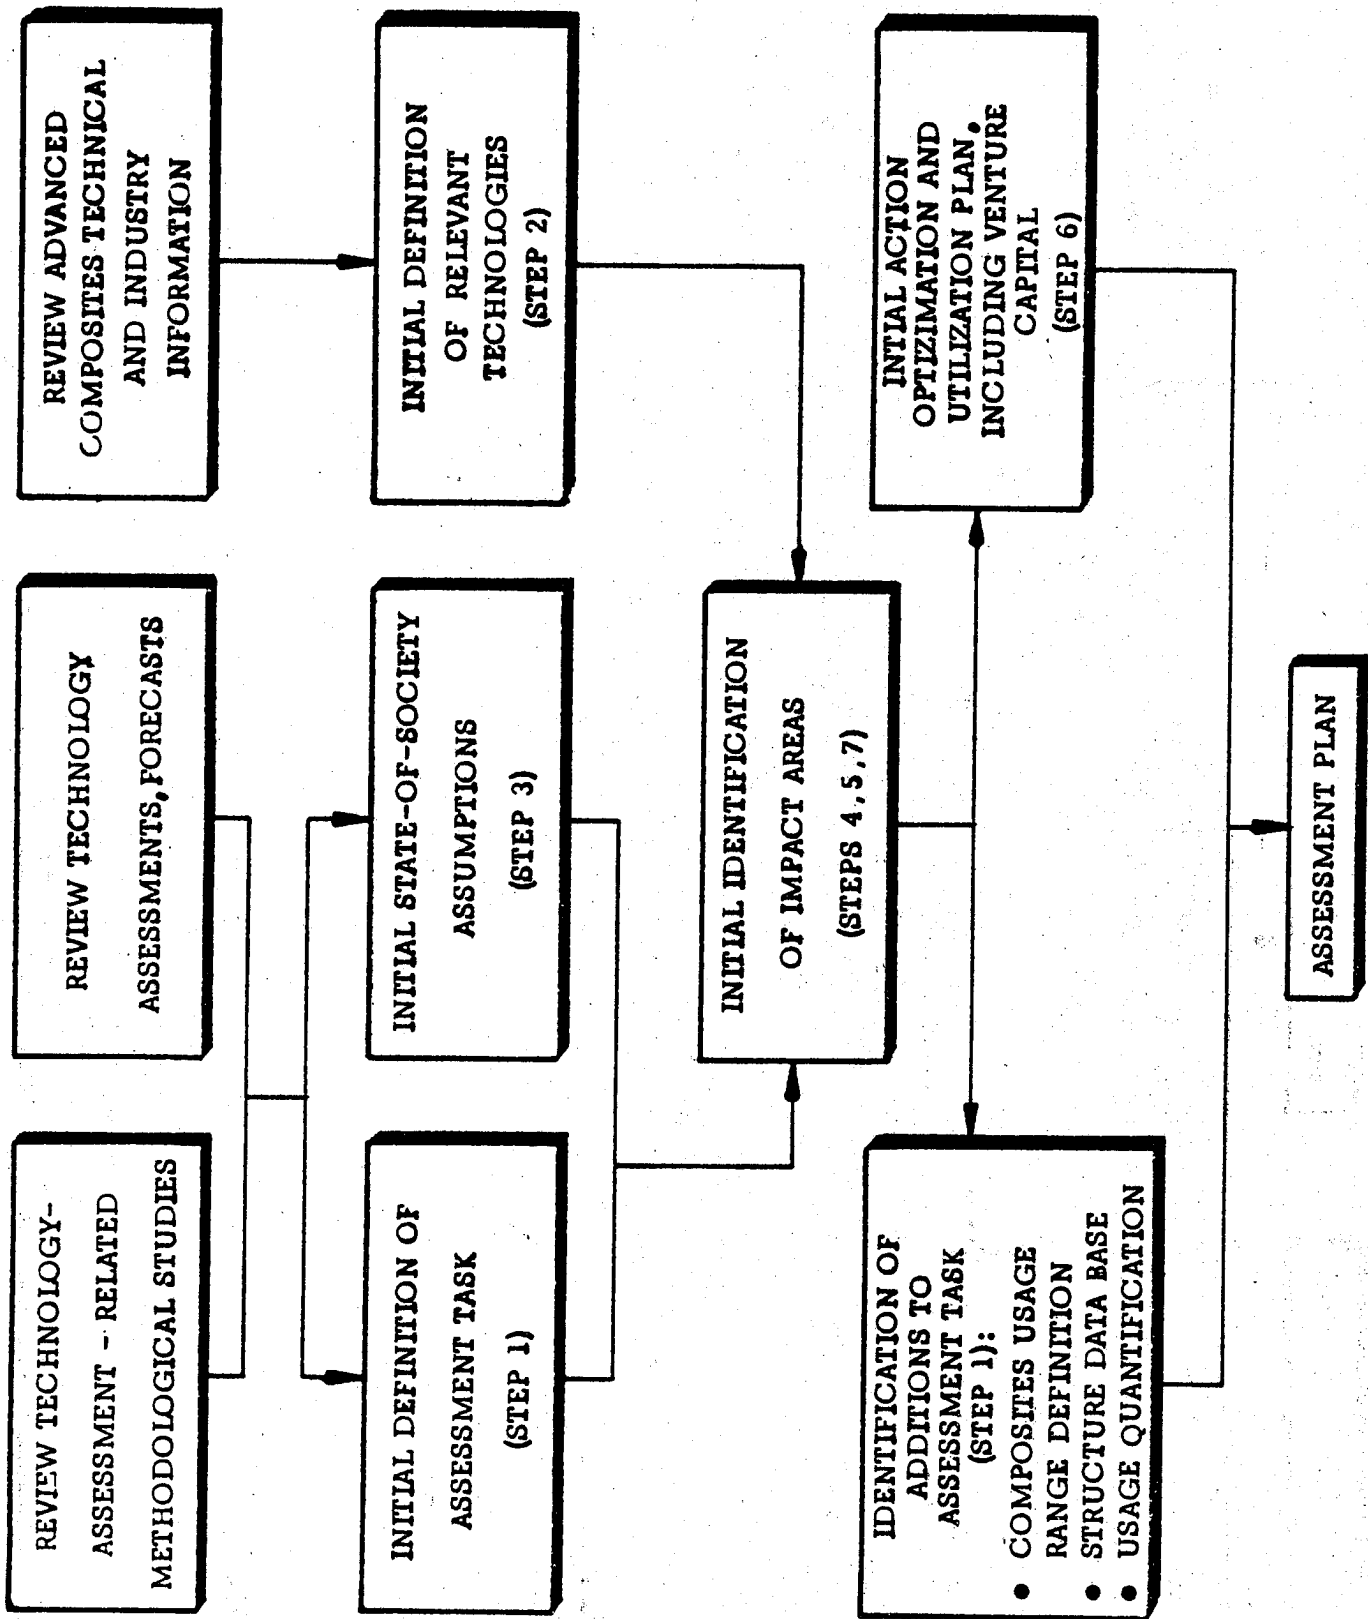 REVIEW TECHNOLOGY-
ASSESSMENT - RELATED
METHODOLOGICAL STUDIES
REVIEW TECHNOLOGY
ASSESSMENTS, FORECASTS
REVIEW ADVANCED
COMPOSITES TECHNICAL
AND INDUSTRY
INFORMATION
INITIAL DEFINITION OF
ASSESSMENT TASK
(STEP 1)
INITIAL STATE-OF-SOCIETY
ASSUMPTIONS
(STEP 3)
INITIAL DEFINITION
OF RELEVANT
TECHNOLOGIES
(STEP 2)
INITIAL IDENTIFICATION
OF IMPACT AREAS
(STEPS 4,5,7)
IDENTIFICATION OF
ADDITIONS TO
ASSESSMENT TASK
(STEP 1):
• COMPOSITES USAGE
RANGE DEFINITION
• STRUCTURE DATA BASE
• USAGE QUANTIFICATION
INTIAL ACTION
OPTIZIMATION AND
UTILIZATION PLAN,
INCLUDING VENTURE
CAPITAL
(STEP 6)
ASSESSMENT PLAN